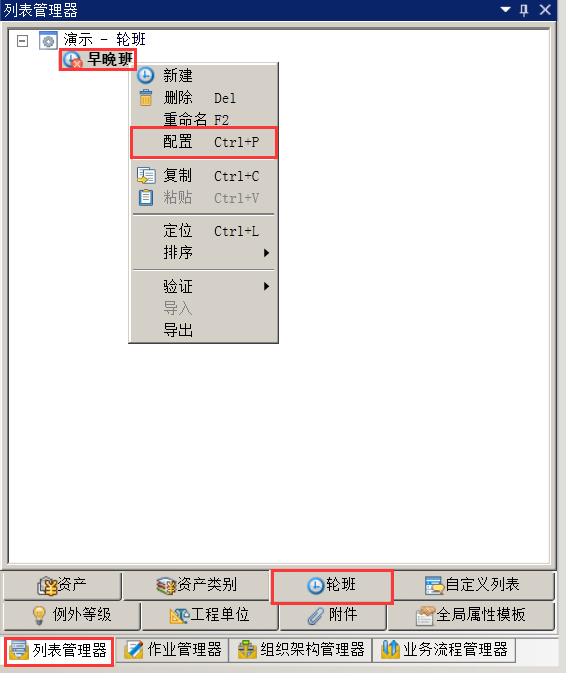 列表管理器
演示 - 轮班
早晚班
新建
删除 Del
重命名 F2
配置 Ctrl+P
复制 Ctrl+C
粘贴 Ctrl+V
定位 Ctrl+L
排序
验证
导入
导出
资产 资产类别 轮班 自定义列表
例外等级 工程单位 附件 全局属性模板
列表管理器 作业管理器 组织架构管理器 业务流程管理器